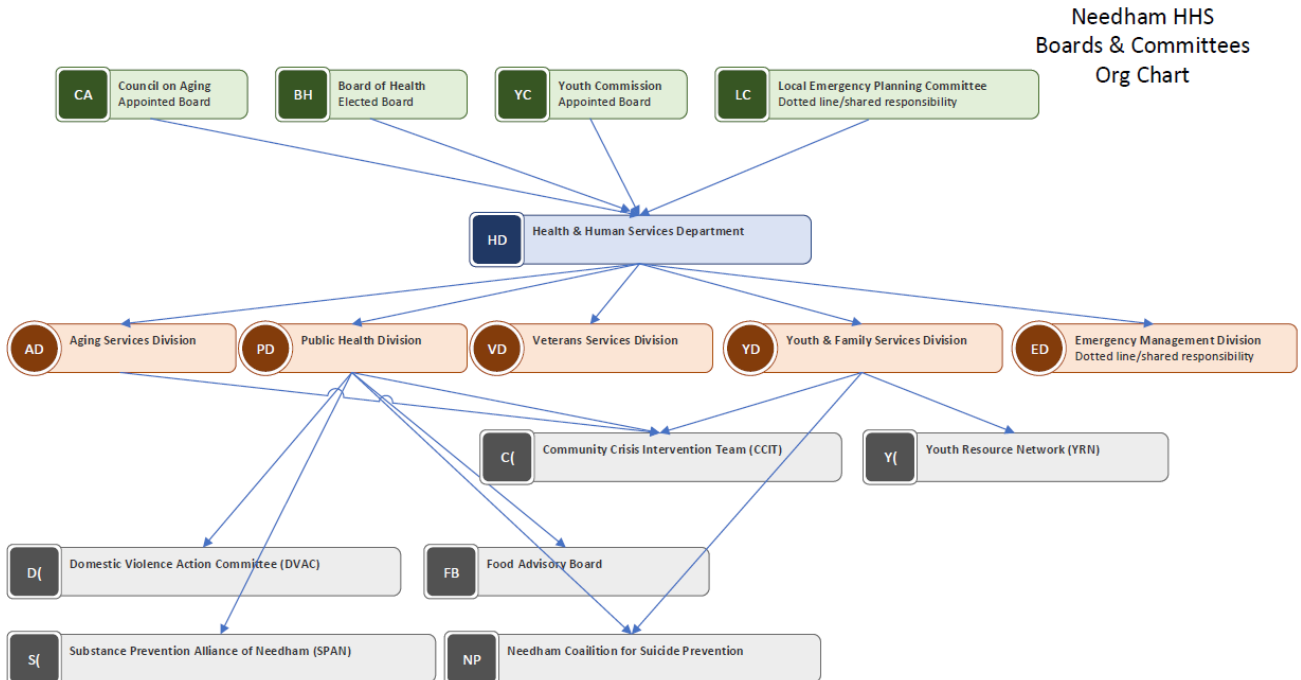 Needham HHS
Boards & Committees
Org Chart
CA
Council on Aging
Appointed Board
BH
Board of Health
Elected Board
YC
Youth Commission
Appointed Board
LC
Local Emergency Planning Committee
Dotted line/shared responsibility
HD
Health & Human Services Department
AD
Aging Services Division
PD
Public Health Division
VD
Veterans Services Division
YD
Youth & Family Services Division
ED
Emergency Management Division
Dotted line/shared responsibility
C(
Community Crisis Intervention Team (CCIT)
Y(
Youth Resource Network (YRN)
D(
Domestic Violence Action Committee (DVAC)
FB
Food Advisory Board
S(
Substance Prevention Alliance of Needham (SPAN)
NP
Needham Coailition for Suicide Prevention